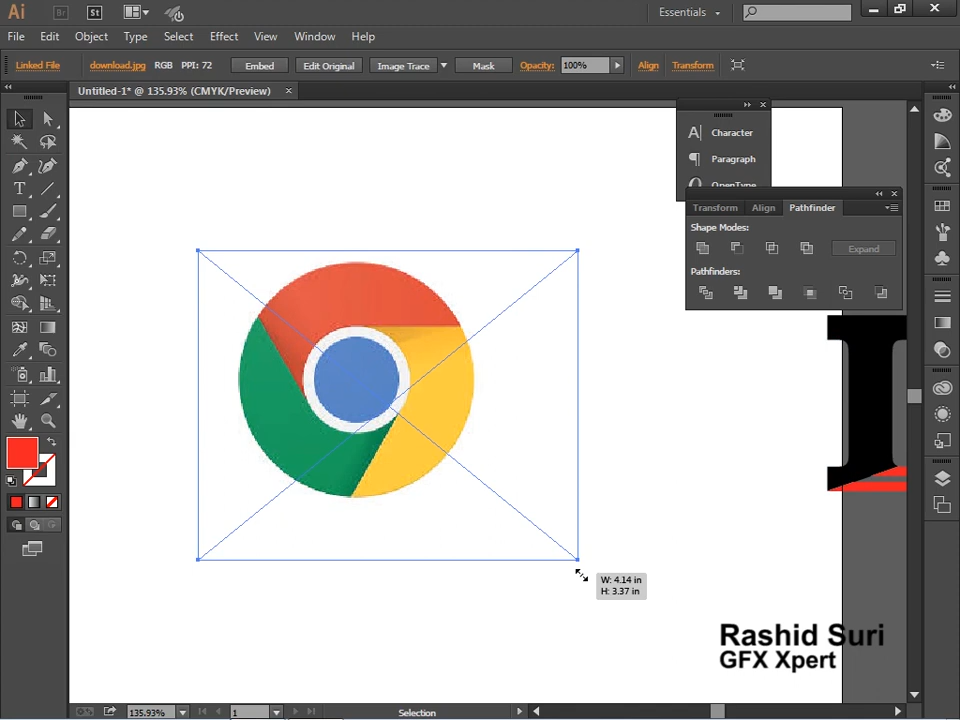 Ai Br St Essentials
File Edit Object Type Select Effect View Window Help
Linked File download.jpg RGB PPI: 72 Embed Edit Original Image Trace Mask Opacity: 100% Align Transform
Untitled-1* @ 135.93% (CMYK/Preview)
Character
Paragraph
OpenType
Transform Align Pathfinder
Shape Modes:
Expand
Pathfinders:
W: 4.14 in
H: 3.37 in
Rashid Suri
GFX Xpert
135.93% 1 Selection